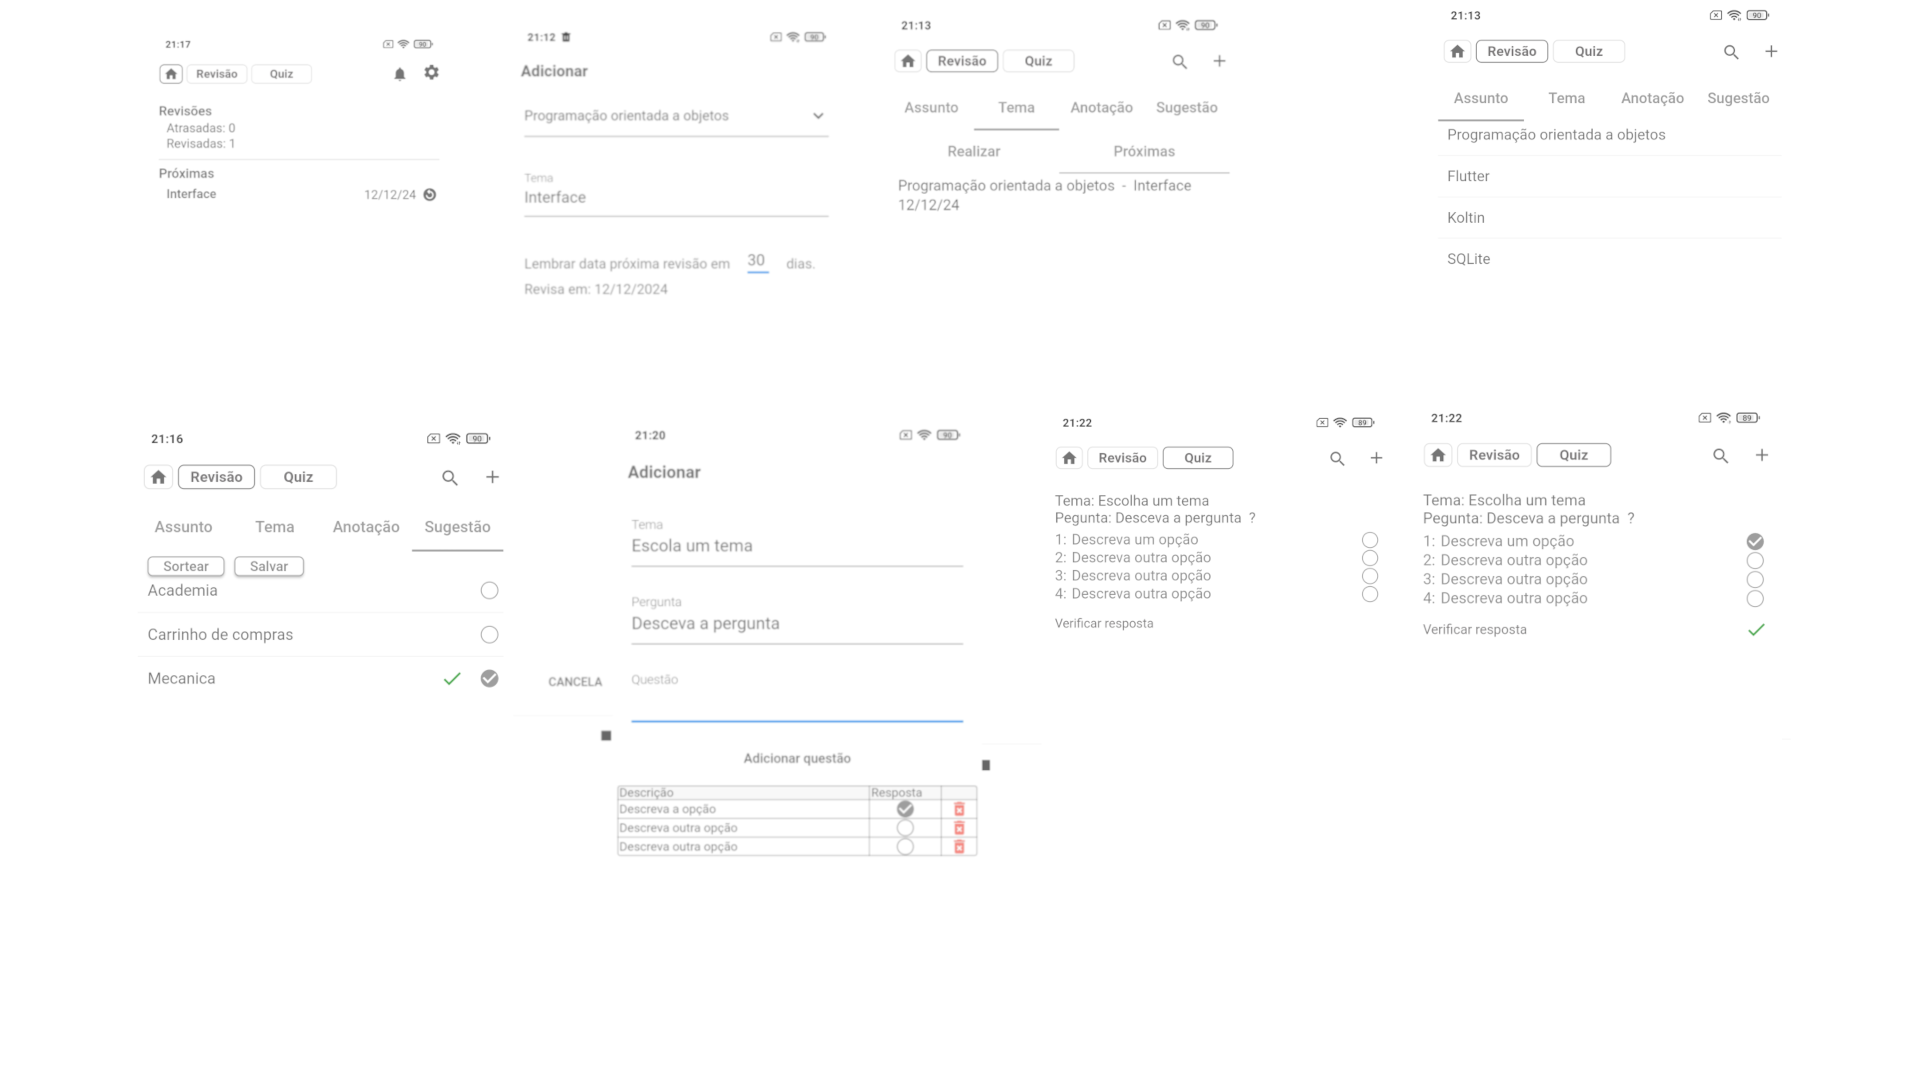 21:17
90
Revisão Quiz
Revisões
Atrasadas: 0
Revisadas: 1
Próximas
Interface 12/12/24
21:12
90
Adicionar
Programação orientada a objetos
Tema
Interface
Lembrar data próxima revisão em 30 dias.
Revisa em: 12/12/2024
21:13
90
Revisão Quiz
Assunto Tema Anotação Sugestão
Realizar Próximas
Programação orientada a objetos - Interface
12/12/24
21:13
90
Revisão Quiz
Assunto Tema Anotação Sugestão
Programação orientada a objetos
Flutter
Koltin
SQLite
21:16
90
Revisão Quiz
Assunto Tema Anotação Sugestão
Sortear Salvar
Academia
Carrinho de compras
Mecanica
21:20
90
Adicionar
Tema
Escola um tema
Pergunta
Desceva a pergunta
CANCELA
Questão
Adicionar questão
Descrição Resposta
Descreva a opção
Descreva outra opção
Descreva outra opção
21:22
89
Revisão Quiz
Tema: Escolha um tema
Pegunta: Desceva a pergunta ?
1: Descreva um opção
2: Descreva outra opção
3: Descreva outra opção
4: Descreva outra opção
Verificar resposta
21:22
89
Revisão Quiz
Tema: Escolha um tema
Pegunta: Desceva a pergunta ?
1: Descreva um opção
2: Descreva outra opção
3: Descreva outra opção
4: Descreva outra opção
Verificar resposta